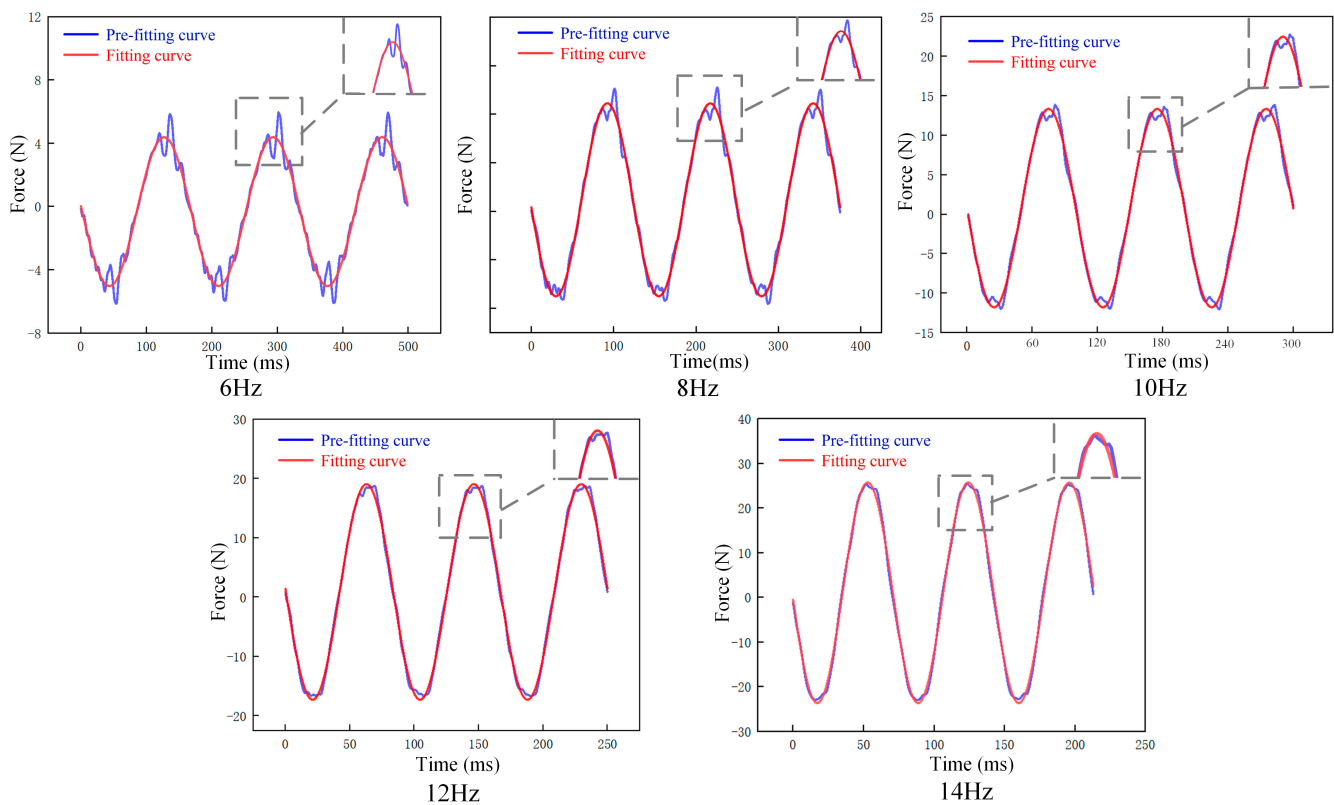 12
8
4
0
-4
-8
Force (N)
Pre-fitting curve
Fitting curve
0 100 200 300 400 500
Time (ms)
6Hz
Force (N)
Pre-fitting curve
Fitting curve
0 100 200 300 400
Time(ms)
8Hz
25
20
15
10
5
0
-5
-10
-15
Force (N)
Pre-fitting curve
Fitting curve
0 60 120 180 240 300
Time (ms)
10Hz
30
20
10
0
-10
-20
Force (N)
Pre-fitting curve
Fitting curve
0 50 100 150 200 250
Time (ms)
12Hz
40
30
20
10
0
-10
-20
-30
Force (N)
Pre-fitting curve
Fitting curve
0 50 100 150 200 250
Time (ms)
14Hz